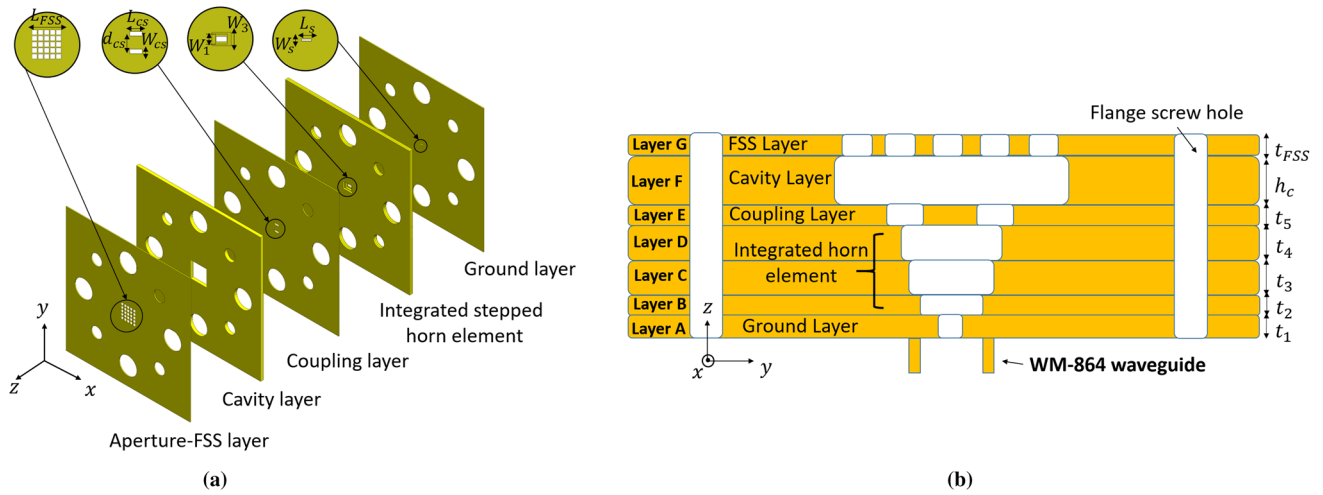 L_FSS
L_cs
d_cs
W_cs
W_1
W_3
L_s
W_s
Ground layer
Integrated stepped
horn element
Coupling layer
Cavity layer
Aperture-FSS layer
y
z
x
(a)
Flange screw hole
Layer G
FSS Layer
t_FSS
Layer F
Cavity Layer
h_c
Layer E
Coupling Layer
t_5
Layer D
Integrated horn
element
t_4
Layer C
t_3
Layer B
t_2
Layer A
Ground Layer
t_1
z
x
y
WM-864 waveguide
(b)